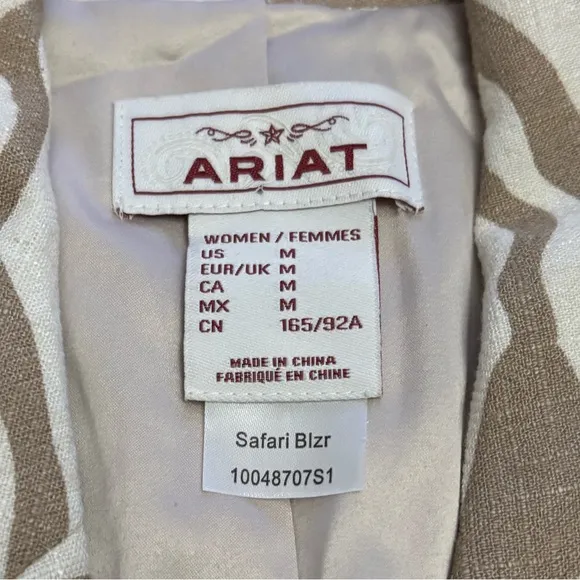 ARIAT
WOMEN / FEMMES
US M
EUR/UK M
CA M
MX M
CN 165/92A
MADE IN CHINA
FABRIQUÉ EN CHINE
Safari Blzr
10048707S1